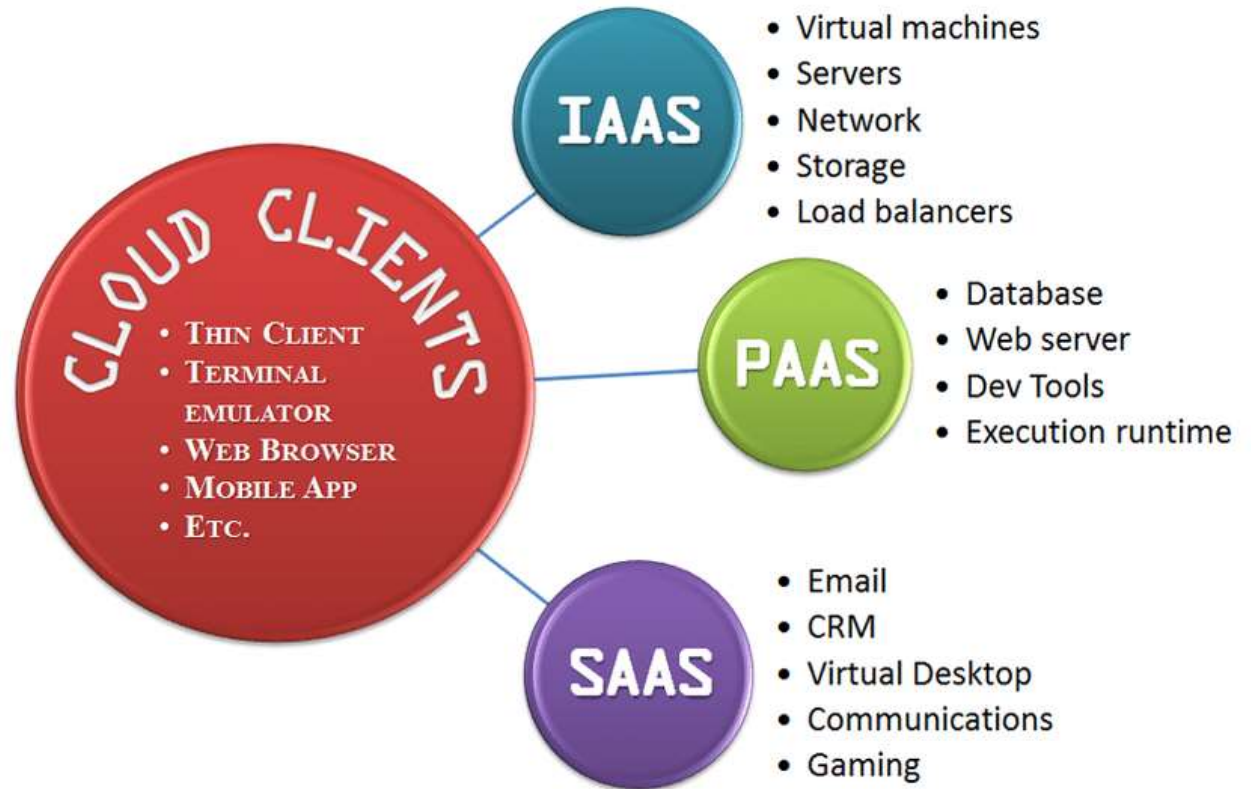 CLOUD CLIENTS
• THIN CLIENT
• TERMINAL
EMULATOR
• WEB BROWSER
• MOBILE APP
• ETC.
IAAS
• Virtual machines
• Servers
• Network
• Storage
• Load balancers
PAAS
• Database
• Web server
• Dev Tools
• Execution runtime
SAAS
• Email
• CRM
• Virtual Desktop
• Communications
• Gaming